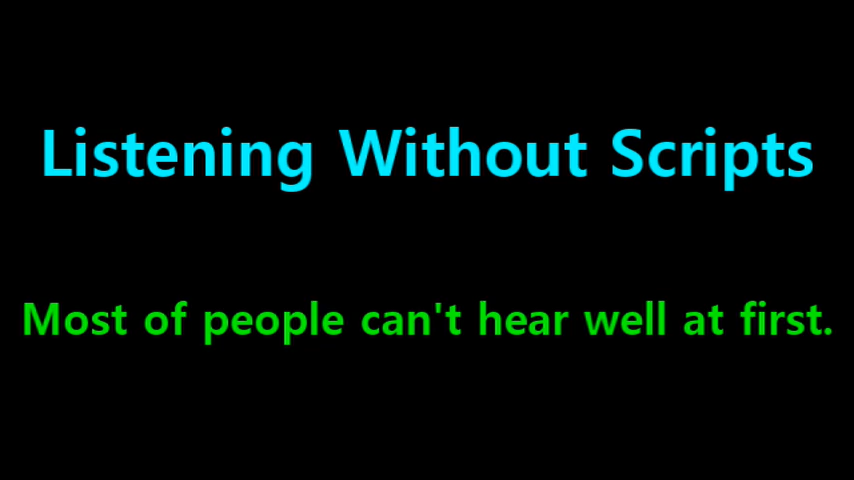 Listening Without Scripts
Most of people can't hear well at first.